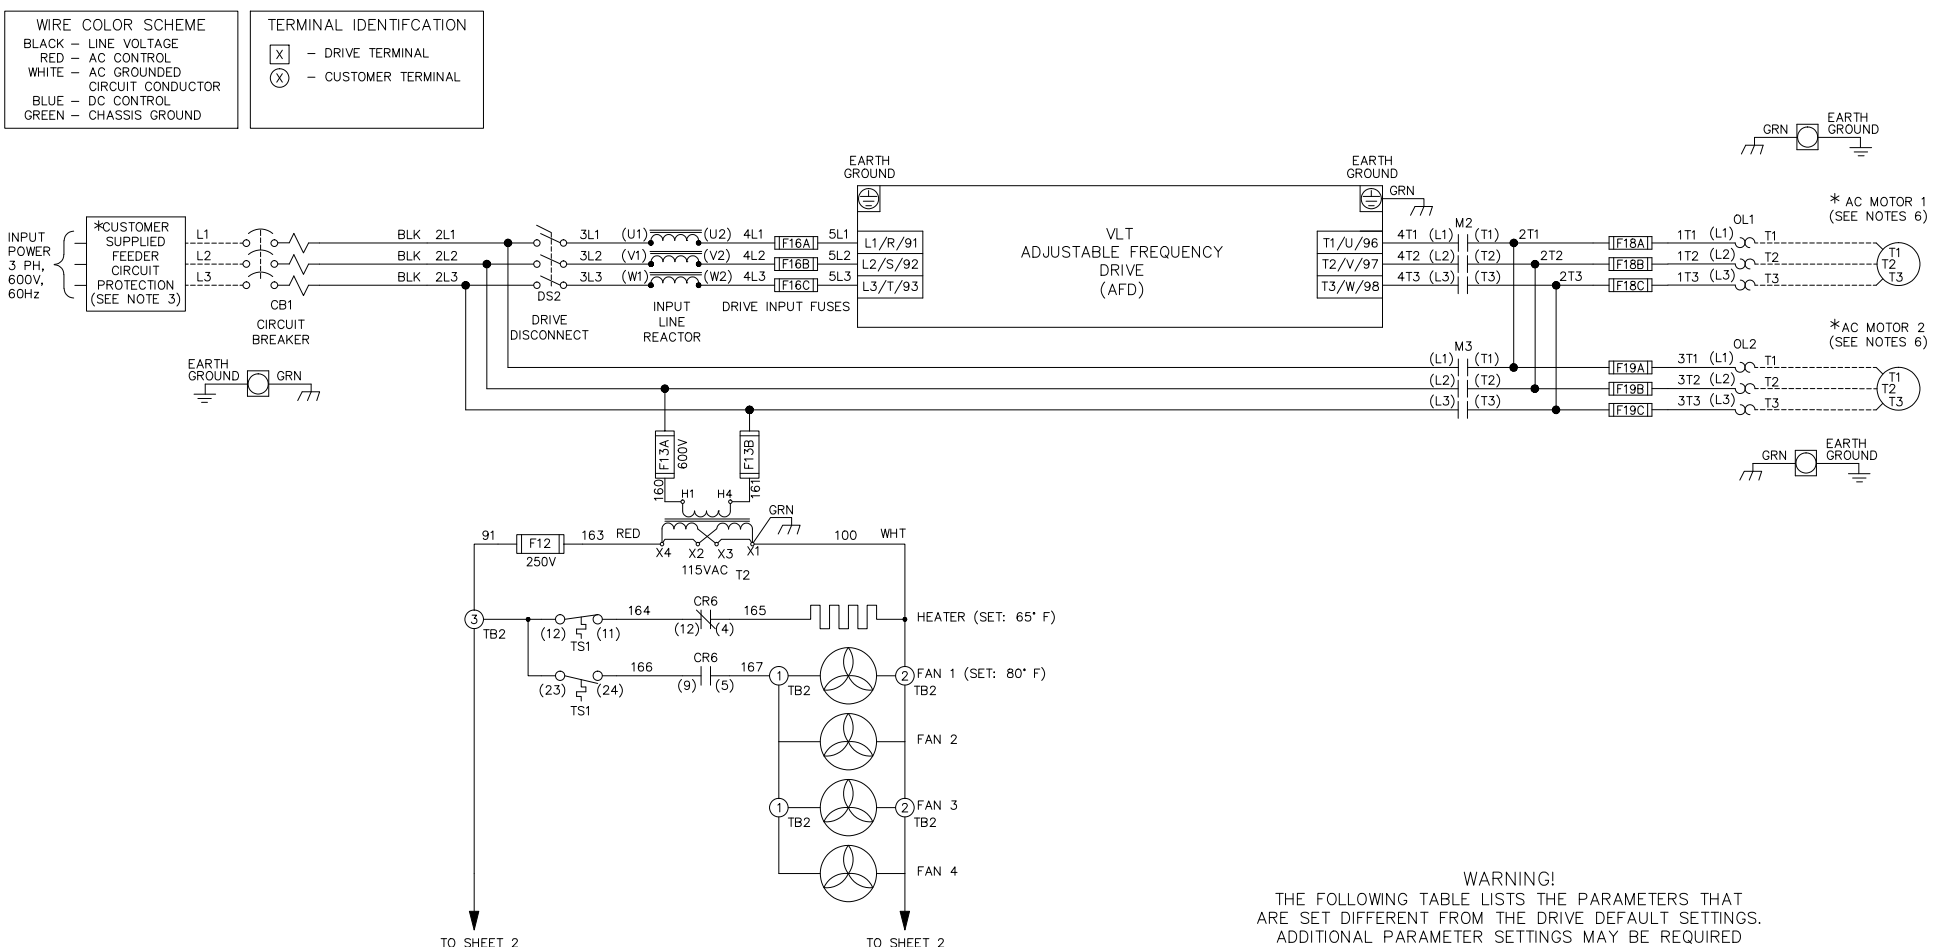 WIRE COLOR SCHEME
BLACK – LINE VOLTAGE
RED – AC CONTROL
WHITE – AC GROUNDED
CIRCUIT CONDUCTOR
BLUE – DC CONTROL
GREEN – CHASSIS GROUND
TERMINAL IDENTIFCATION
X – DRIVE TERMINAL
X – CUSTOMER TERMINAL
INPUT
POWER
3 PH,
600V,
60Hz
*CUSTOMER
SUPPLIED
FEEDER
CIRCUIT
PROTECTION
(SEE NOTE 3)
L1
L2
L3
CB1
CIRCUIT
BREAKER
EARTH
GROUND
GRN
BLK 2L1
BLK 2L2
BLK 2L3
DS2
DRIVE
DISCONNECT
3L1 (U1) (U2) 4L1 F16A 5L1
3L2 (V1) (V2) 4L2 F16B 5L2
3L3 (W1) (W2) 4L3 F16C 5L3
INPUT
LINE
REACTOR
DRIVE INPUT FUSES
EARTH
GROUND
L1/R/91
L2/S/92
L3/T/93
VLT
ADJUSTABLE FREQUENCY
DRIVE
(AFD)
EARTH
GROUND
GRN
T1/U/96
T2/V/97
T3/W/98
M2
4T1 (L1) (T1) 2T1
4T2 (L2) (T2) 2T2
4T3 (L3) (T3) 2T3
F18A
F18B
F18C
OL1
1T1 (L1) T1
1T2 (L2) T2
1T3 (L3) T3
GRN
EARTH
GROUND
* AC MOTOR 1
(SEE NOTES 6)
T1
T2
T3
M3
(L1) (T1)
(L2) (T2)
(L3) (T3)
F19A
F19B
F19C
OL2
3T1 (L1) T1
3T2 (L2) T2
3T3 (L3) T3
*AC MOTOR 2
(SEE NOTES 6)
T1
T2
T3
GRN
EARTH
GROUND
F13A
600V
F13B
160
161
H1 H4
GRN
91 F12 163 RED
250V
X4 X2 X3 X1
115VAC T2
100 WHT
3
TB2
(12) (11)
TS1
164
CR6
(12) (4)
165
HEATER (SET: 65° F)
(23) (24)
TS1
166
CR6
(9) (5)
167
1
TB2
2
TB2
FAN 1 (SET: 80° F)
FAN 2
1
TB2
2
TB2
FAN 3
FAN 4
TO SHEET 2
TO SHEET 2
WARNING!
THE FOLLOWING TABLE LISTS THE PARAMETERS THAT
ARE SET DIFFERENT FROM THE DRIVE DEFAULT SETTINGS.
ADDITIONAL PARAMETER SETTINGS MAY BE REQUIRED